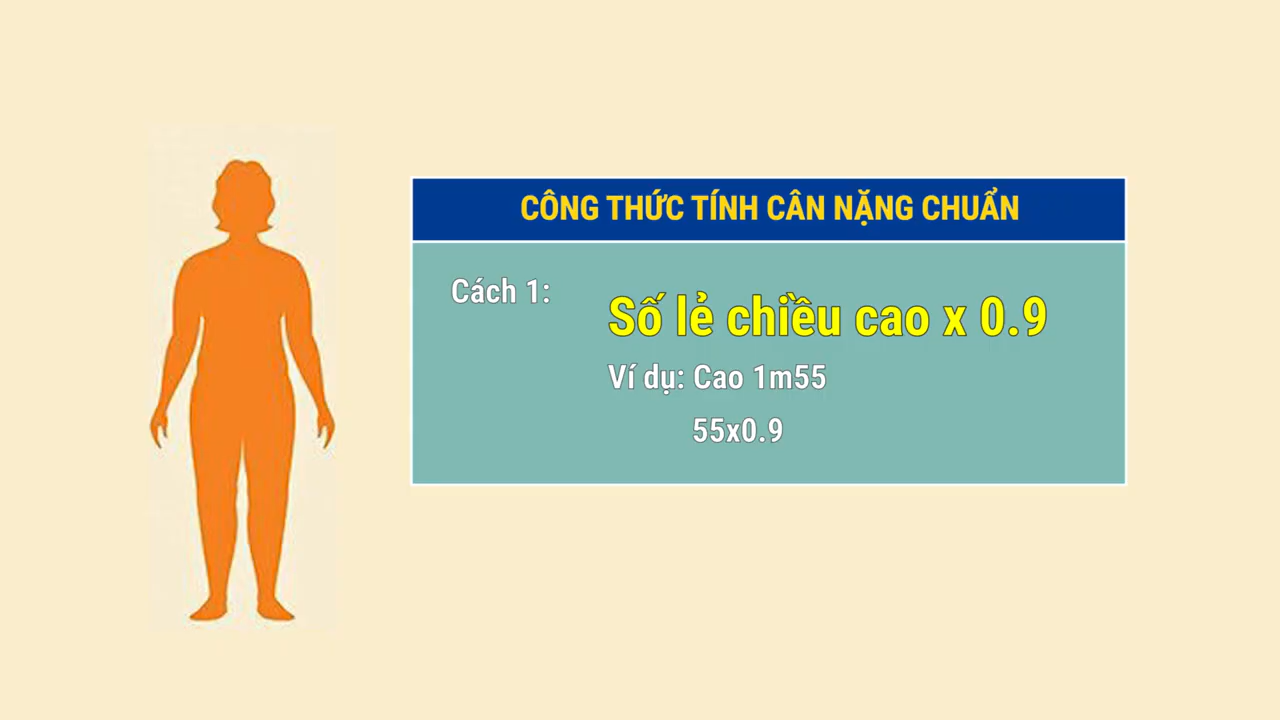 CÔNG THỨC TÍNH CÂN NẶNG CHUẨN
Cách 1:
Số lẻ chiều cao x 0.9
Ví dụ: Cao 1m55
55x0.9